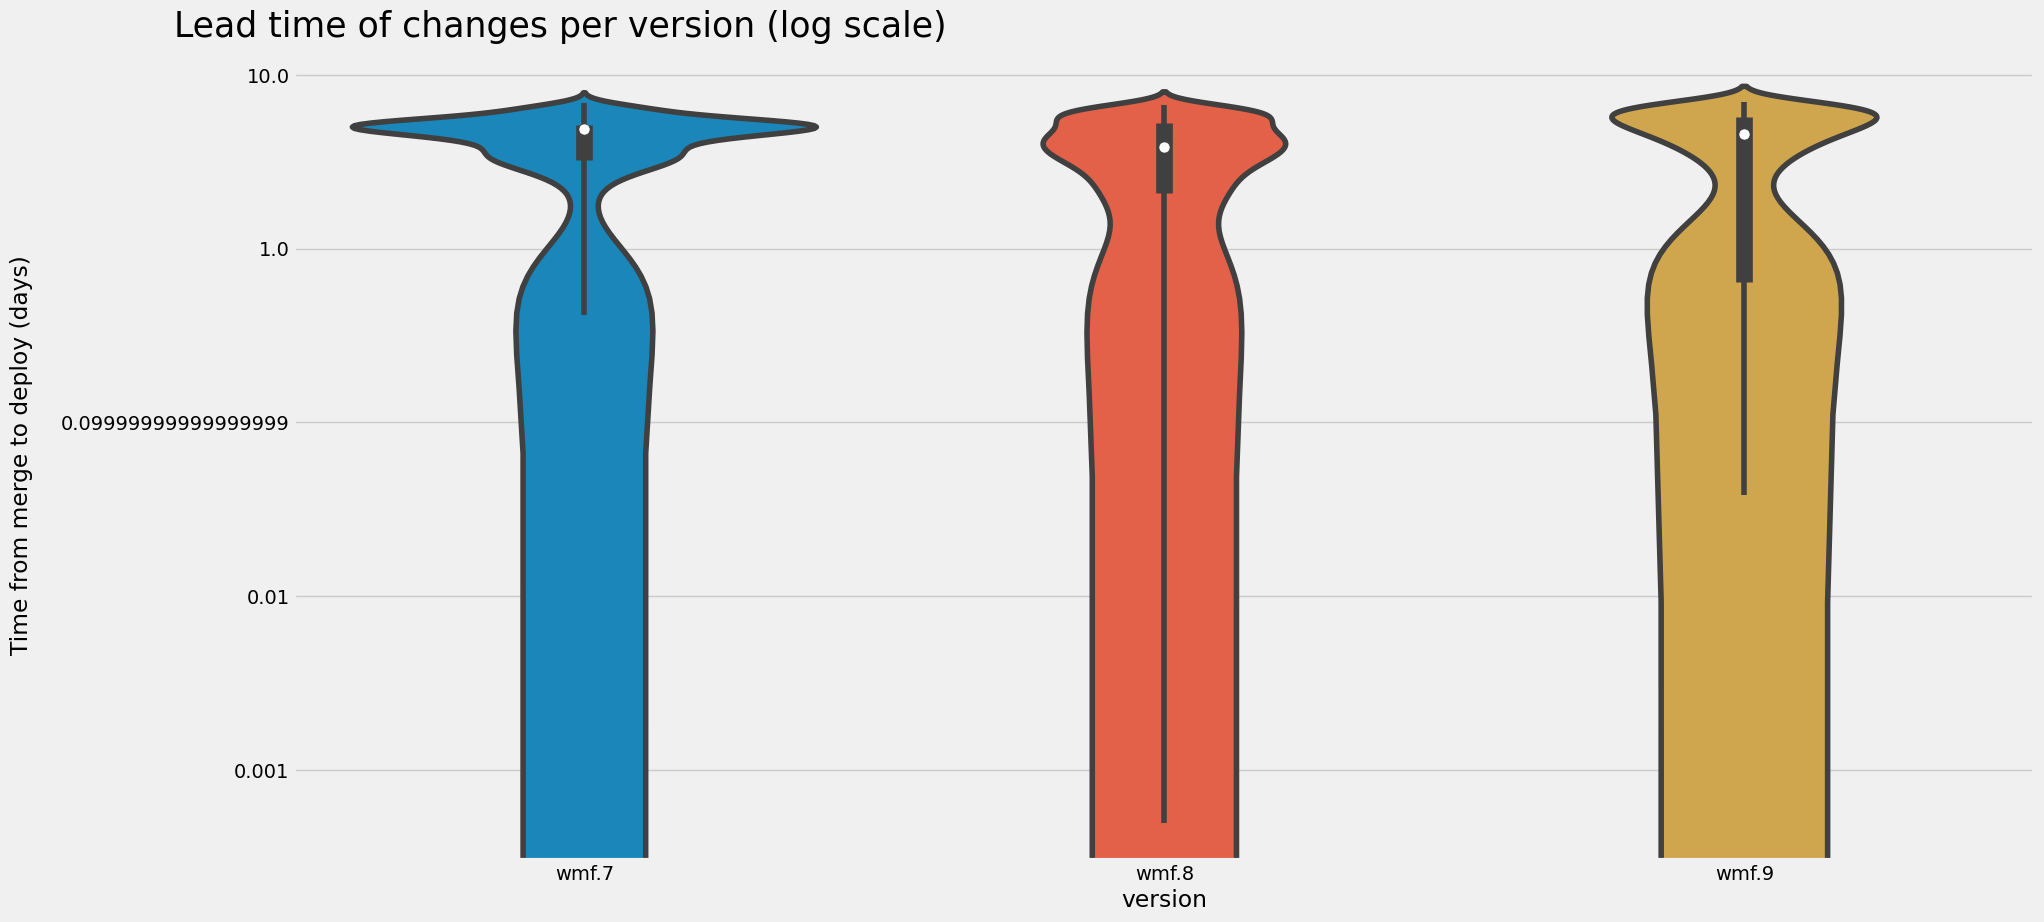 Lead time of changes per version (log scale)
10.0
1.0
0.09999999999999999
0.01
0.001
Time from merge to deploy (days)
wmf.7
wmf.8
wmf.9
version